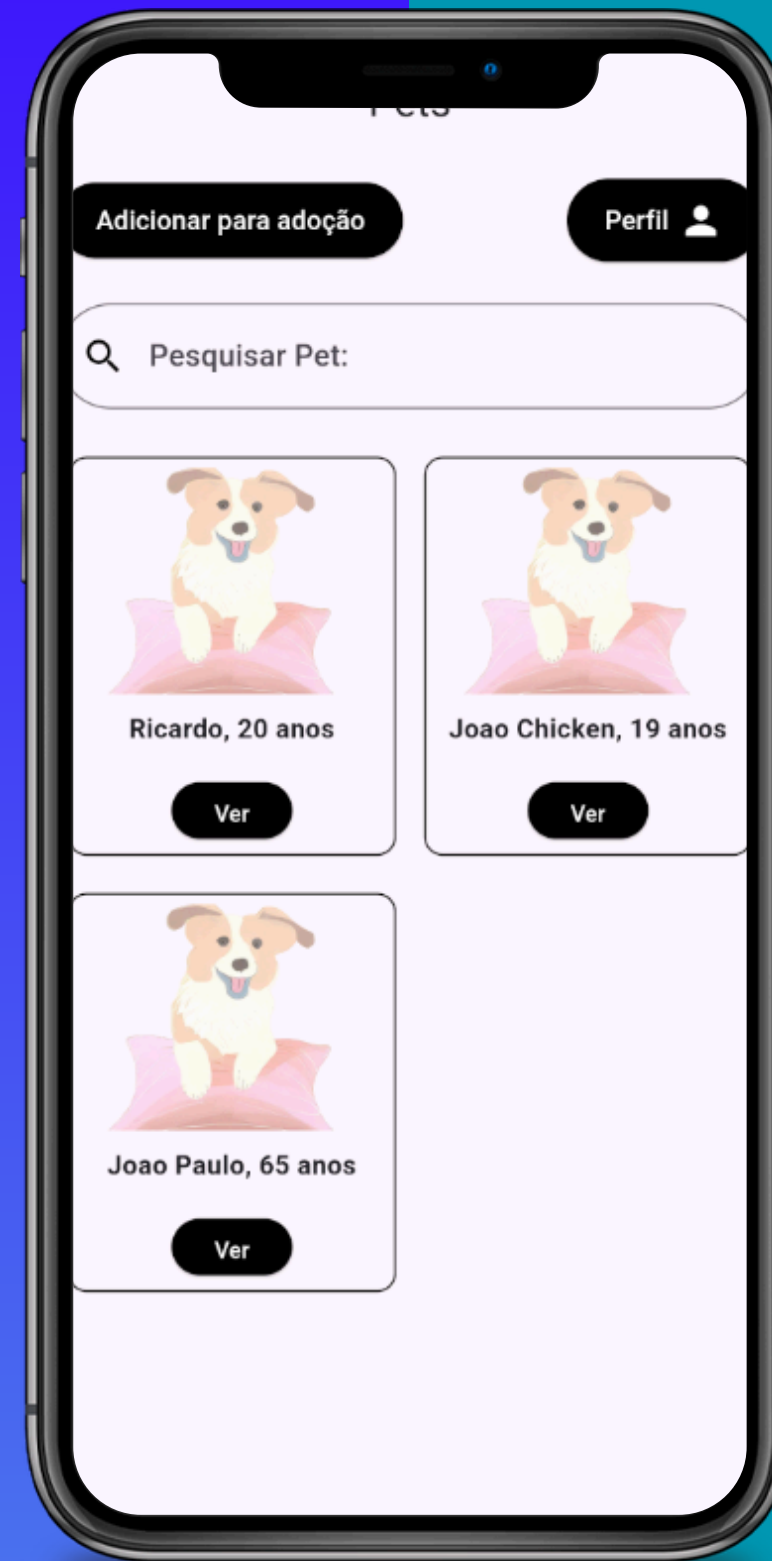 Pets
Adicionar para adoção
Perfil
Pesquisar Pet:
Ricardo, 20 anos
Joao Chicken, 19 anos
Ver
Ver
Joao Paulo, 65 anos
Ver